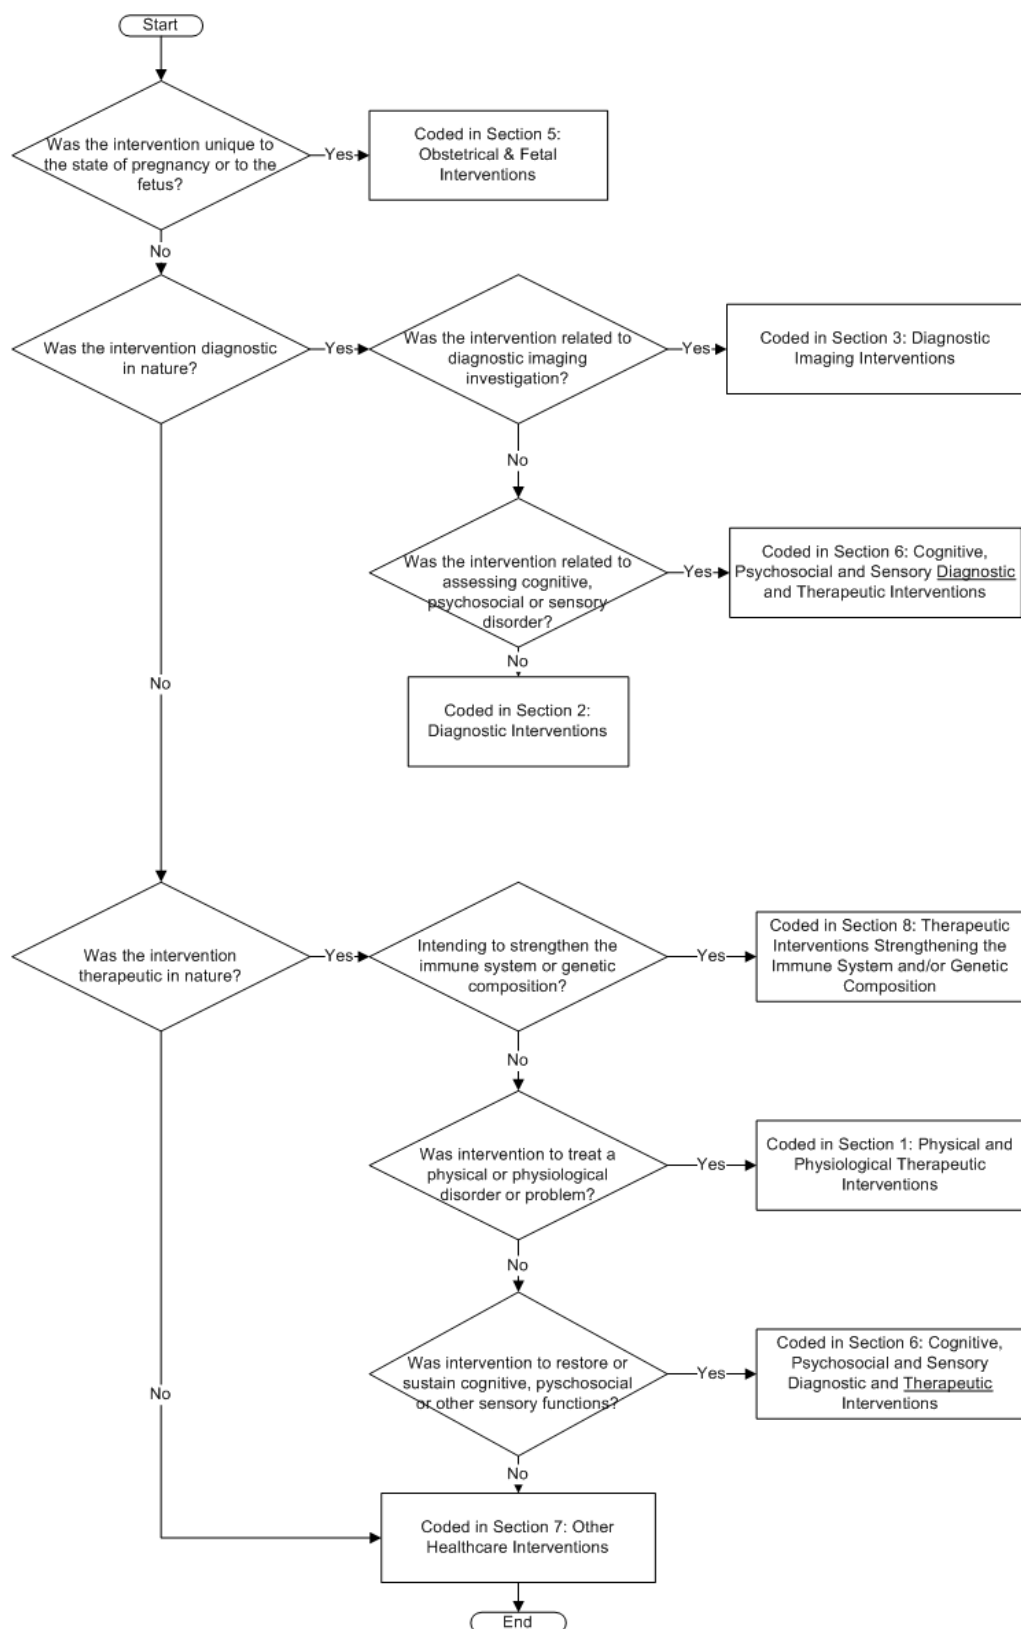 Start
Was the intervention unique to
the state of pregnancy or to the
fetus?
Yes
Coded in Section 5:
Obstetrical & Fetal
Interventions
No
Was the intervention diagnostic
in nature?
Yes
Was the intervention related to
diagnostic imaging
investigation?
Yes
Coded in Section 3: Diagnostic
Imaging Interventions
No
Was the intervention related to
assessing cognitive,
psychosocial or sensory
disorder?
Yes
Coded in Section 6: Cognitive,
Psychosocial and Sensory Diagnostic
and Therapeutic Interventions
No
Coded in Section 2:
Diagnostic Interventions
No
Was the intervention
therapeutic in nature?
Yes
Intending to strengthen the
immune system or genetic
composition?
Yes
Coded in Section 8: Therapeutic
Interventions Strengthening the
Immune System and/or Genetic
Composition
No
Was intervention to treat a
physical or physiological
disorder or problem?
Yes
Coded in Section 1: Physical and
Physiological Therapeutic
Interventions
No
Was intervention to restore or
sustain cognitive, pyschosocial
or other sensory functions?
Yes
Coded in Section 6: Cognitive,
Psychosocial and Sensory
Diagnostic and Therapeutic
Interventions
No
No
Coded in Section 7: Other
Healthcare Interventions
End